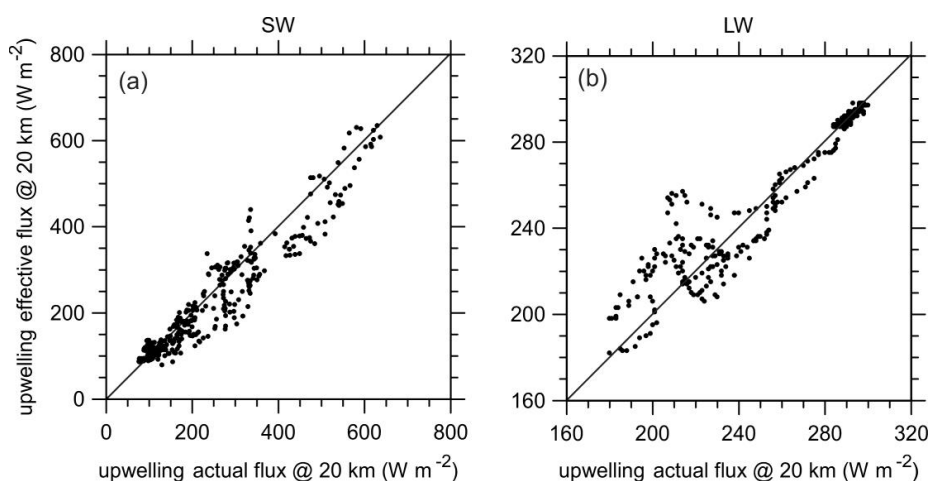 SW
LW
(a)
(b)
upwelling effective flux @ 20 km (W m⁻²)
800
600
400
200
0
0 200 400 600 800
upwelling actual flux @ 20 km (W m⁻²)
320
280
240
200
160
160 200 240 280 320
upwelling actual flux @ 20 km (W m⁻²)